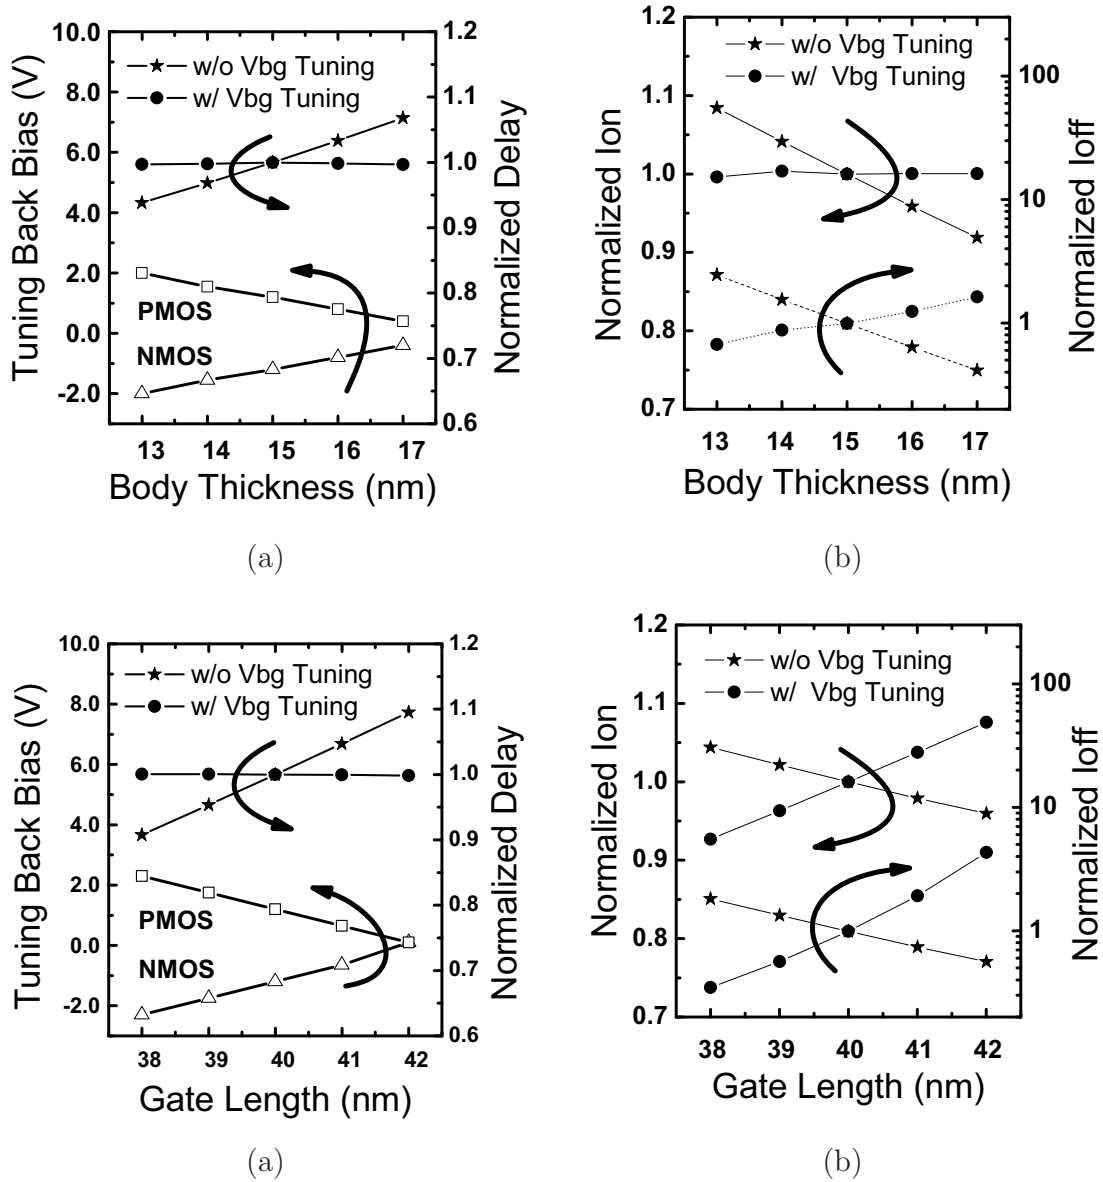 10.0
8.0
6.0
4.0
2.0
0.0
-2.0
Tuning Back Bias (V)
w/o Vbg Tuning
w/ Vbg Tuning
PMOS
NMOS
1.2
1.1
1.0
0.9
0.8
0.7
0.6
Normalized Delay
13 14 15 16 17
Body Thickness (nm)
(a)
1.2
1.1
1.0
0.9
0.8
0.7
Normalized Ion
w/o Vbg Tuning
w/ Vbg Tuning
100
10
1
Normalized Ioff
13 14 15 16 17
Body Thickness (nm)
(b)
10.0
8.0
6.0
4.0
2.0
0.0
-2.0
Tuning Back Bias (V)
w/o Vbg Tuning
w/ Vbg Tuning
PMOS
NMOS
1.2
1.1
1.0
0.9
0.8
0.7
0.6
Normalized Delay
38 39 40 41 42
Gate Length (nm)
(a)
1.2
1.1
1.0
0.9
0.8
0.7
Normalized Ion
w/o Vbg Tuning
w/ Vbg Tuning
100
10
1
Normalized Ioff
38 39 40 41 42
Gate Length (nm)
(b)